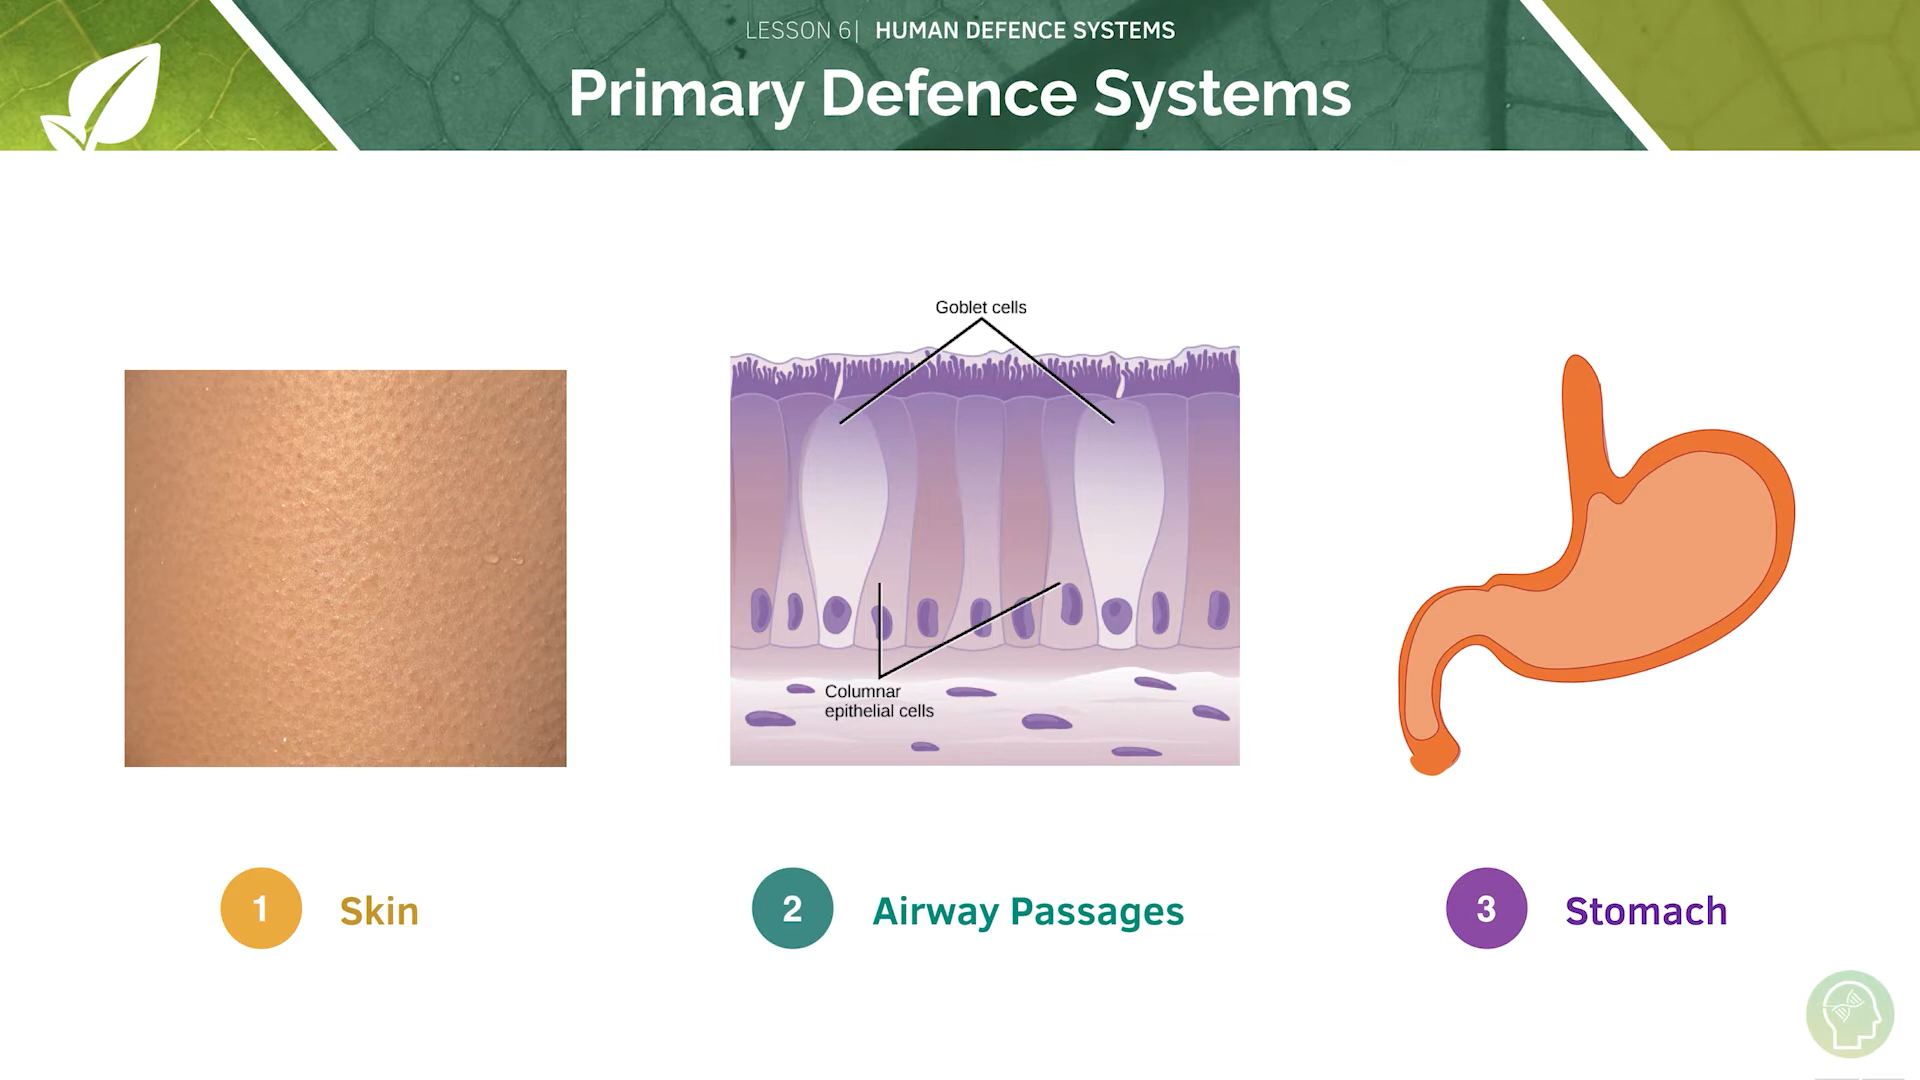 LESSON 6| HUMAN DEFENCE SYSTEMS
Primary Defence Systems
Goblet cells
Columnar
epithelial cells
1 Skin
2 Airway Passages
3 Stomach